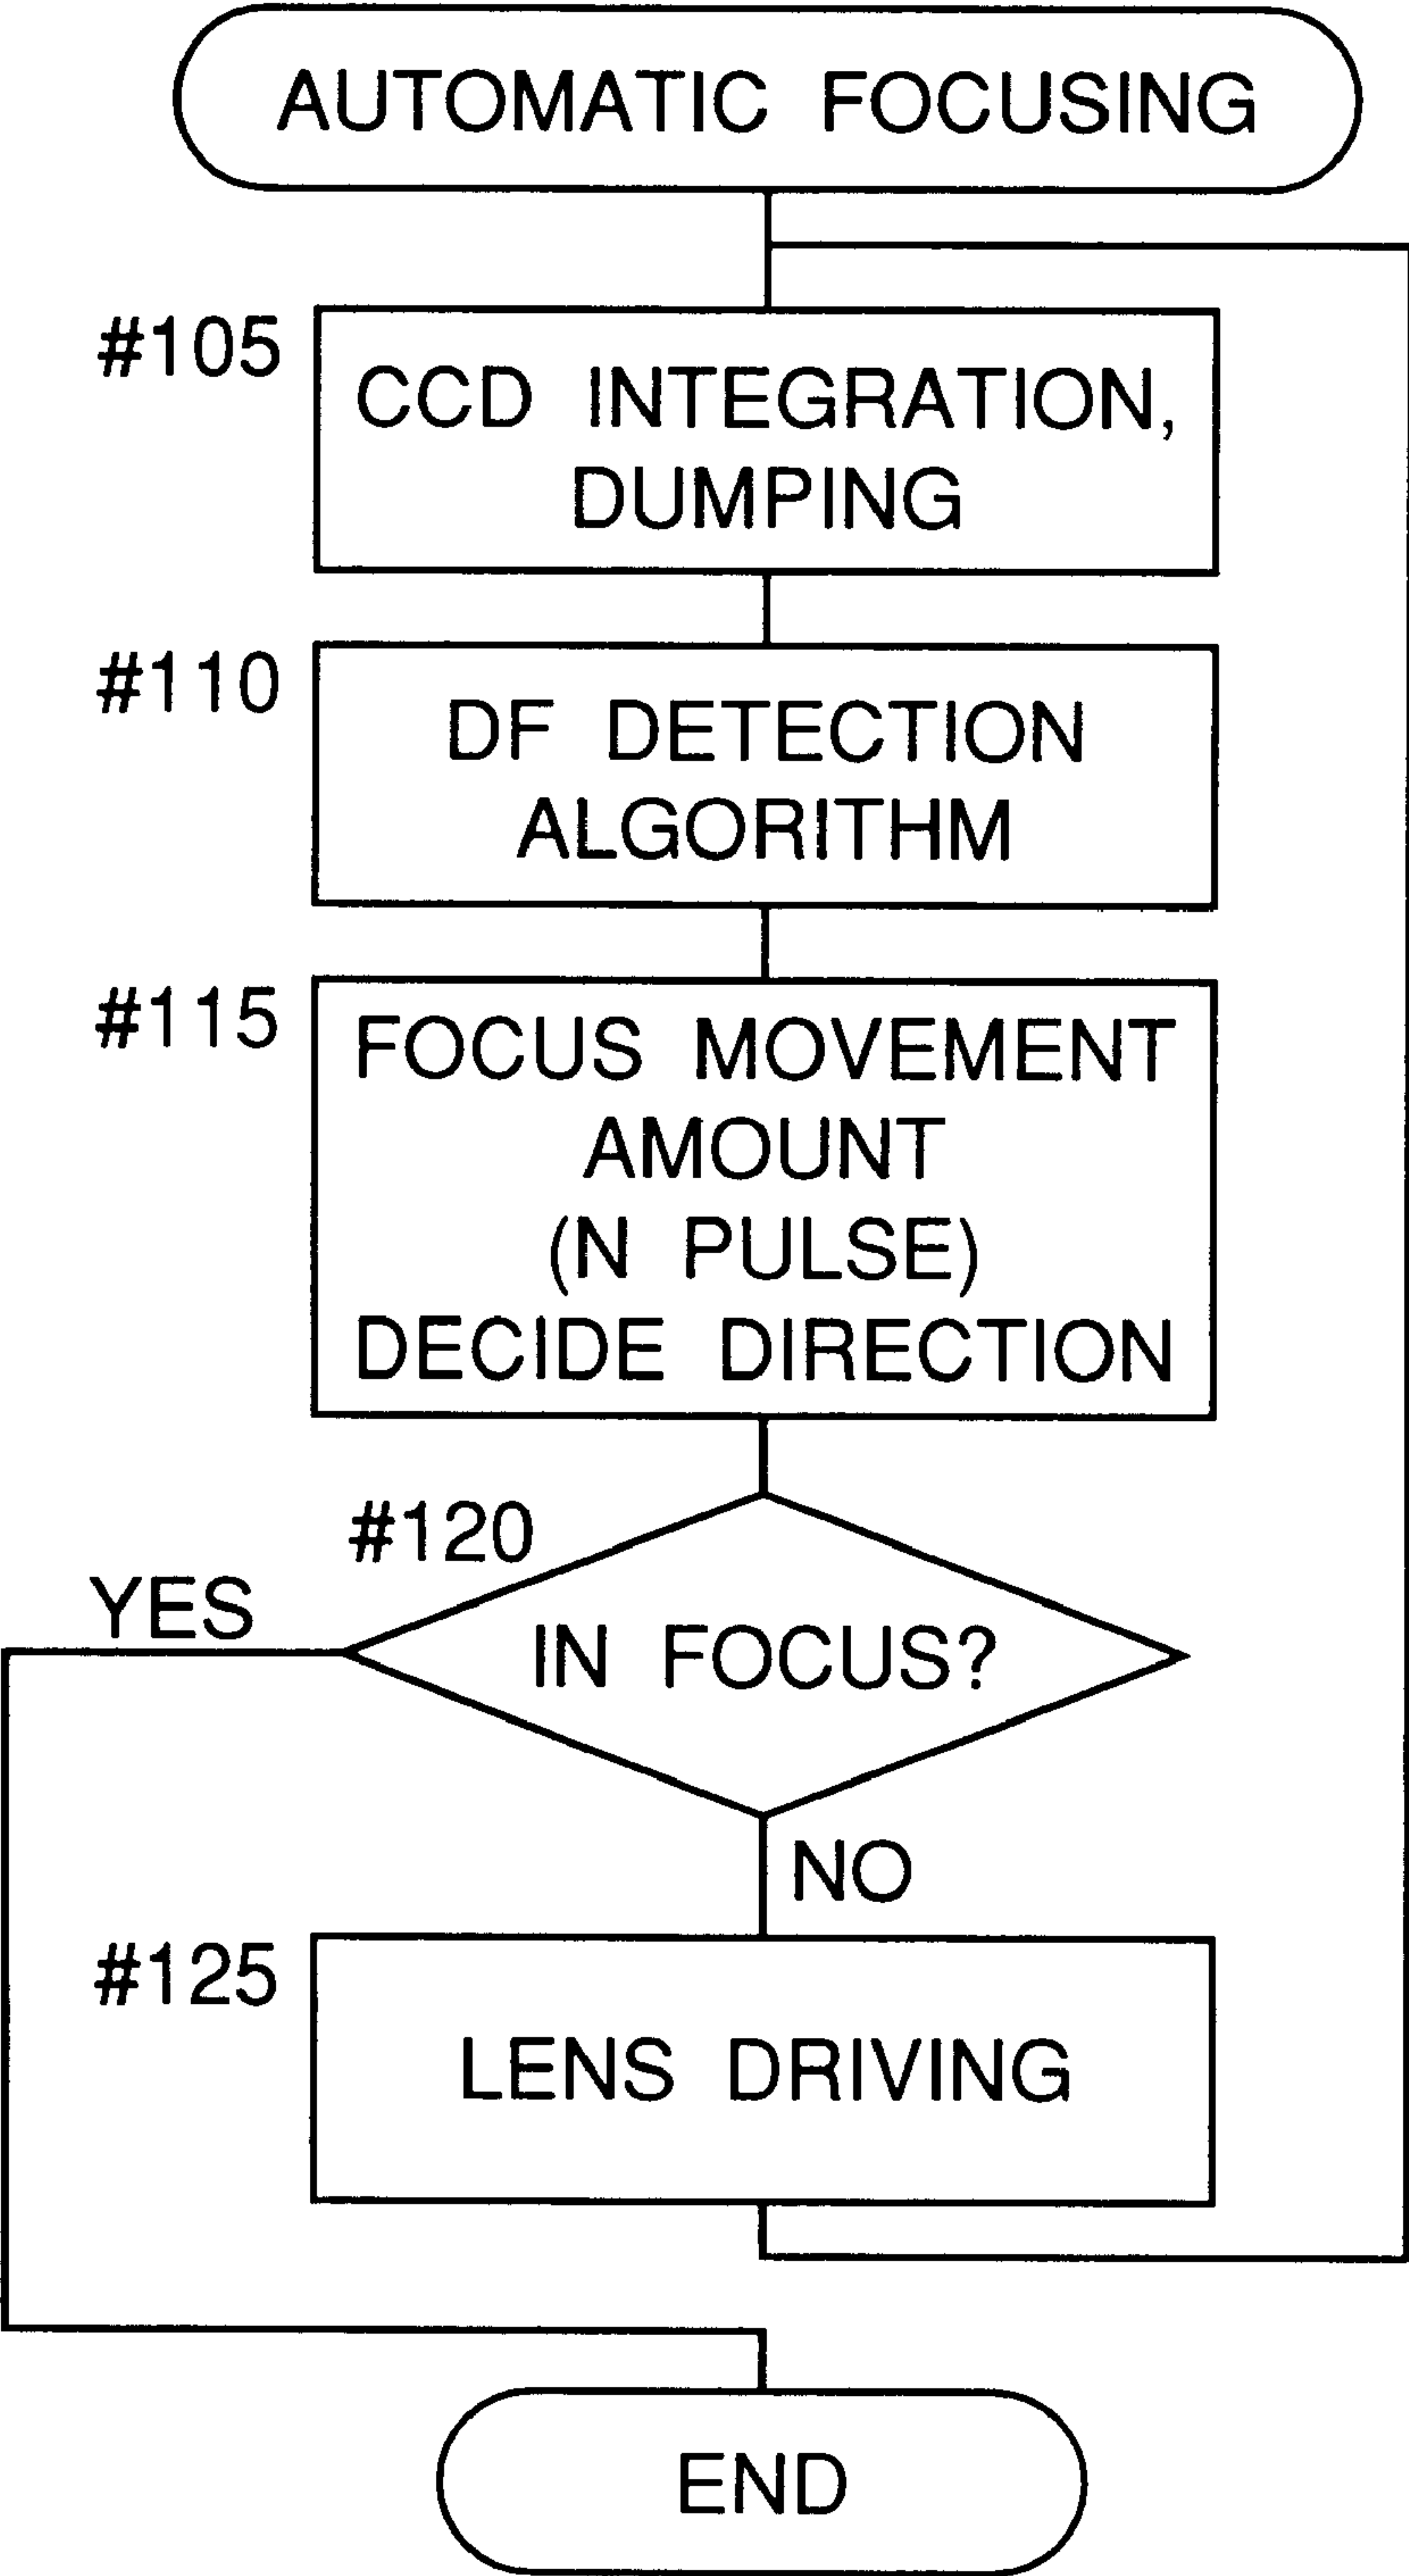 AUTOMATIC FOCUSING
#105
CCD INTEGRATION,
DUMPING
#110
DF DETECTION
ALGORITHM
#115
FOCUS MOVEMENT
AMOUNT
(N PULSE)
DECIDE DIRECTION
#120
YES
IN FOCUS?
NO
#125
LENS DRIVING
END